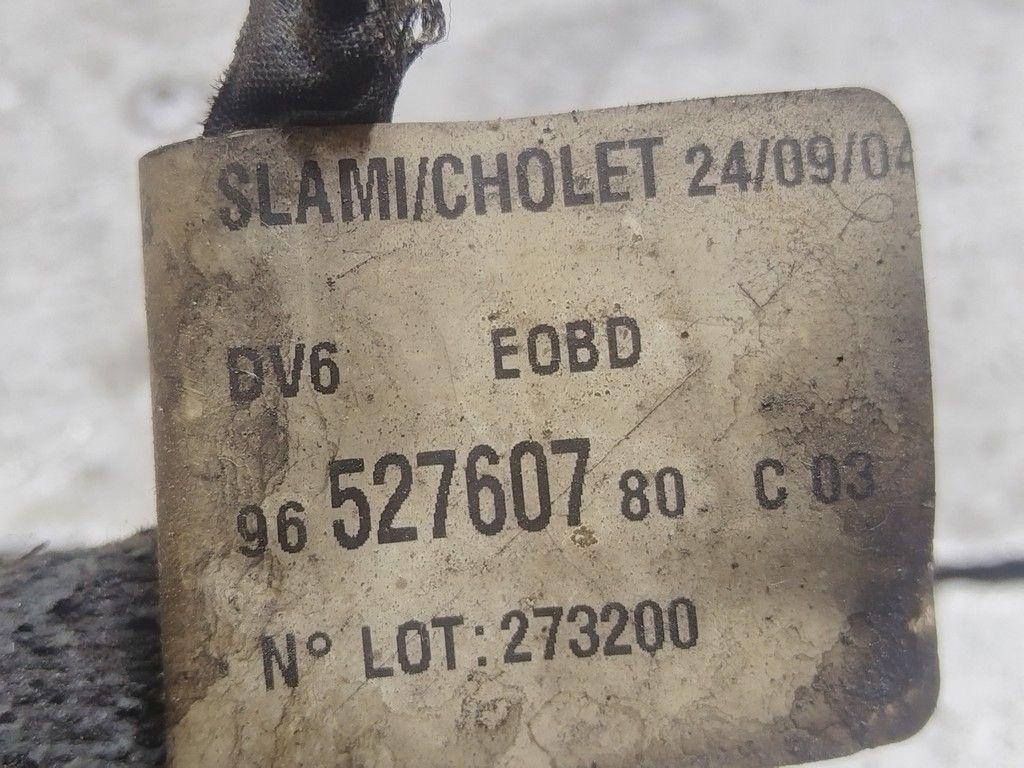 SLAMI/CHOLET 24/09/04
DV6 EOBD
96 527607 80 C 03
N° LOT: 273200